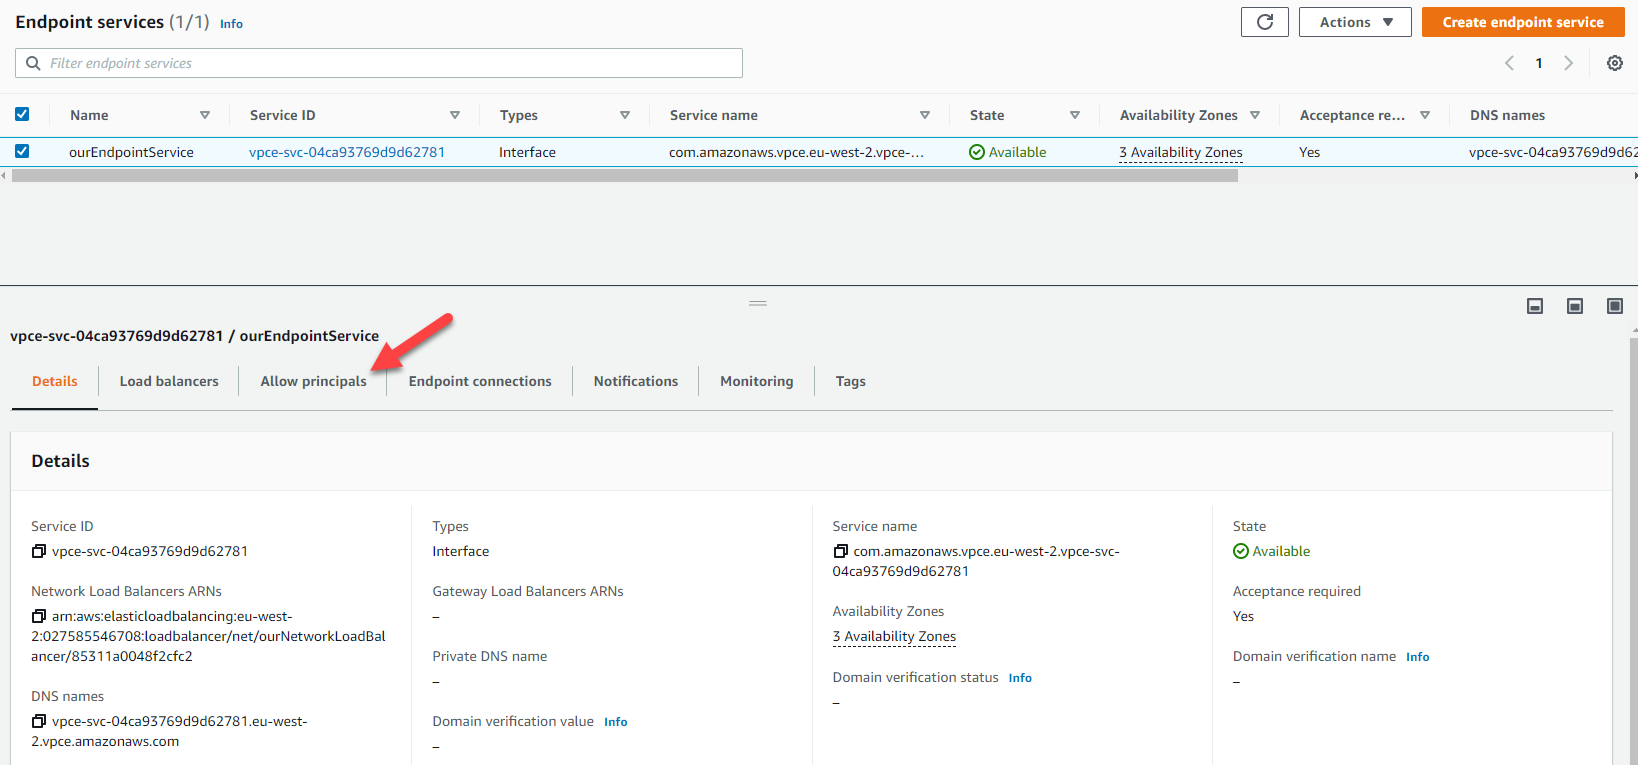 Endpoint services (1/1) Info
Actions
Create endpoint service
Filter endpoint services
1
Name
Service ID
Types
Service name
State
Availability Zones
Acceptance re...
DNS names
ourEndpointService
vpce-svc-04ca93769d9d62781
Interface
com.amazonaws.vpce.eu-west-2.vpce-...
Available
3 Availability Zones
Yes
vpce-svc-04ca93769d9d62
vpce-svc-04ca93769d9d62781 / ourEndpointService
Details
Load balancers
Allow principals
Endpoint connections
Notifications
Monitoring
Tags
Details
Service ID
vpce-svc-04ca93769d9d62781
Network Load Balancers ARNs
arn:aws:elasticloadbalancing:eu-west-
2:027585546708:loadbalancer/net/ourNetworkLoadBal
ancer/85311a0048f2cfc2
DNS names
vpce-svc-04ca93769d9d62781.eu-west-
2.vpce.amazonaws.com
Types
Interface
Gateway Load Balancers ARNs
–
Private DNS name
–
Domain verification value Info
–
Service name
com.amazonaws.vpce.eu-west-2.vpce-svc-
04ca93769d9d62781
Availability Zones
3 Availability Zones
Domain verification status Info
–
State
Available
Acceptance required
Yes
Domain verification name Info
–